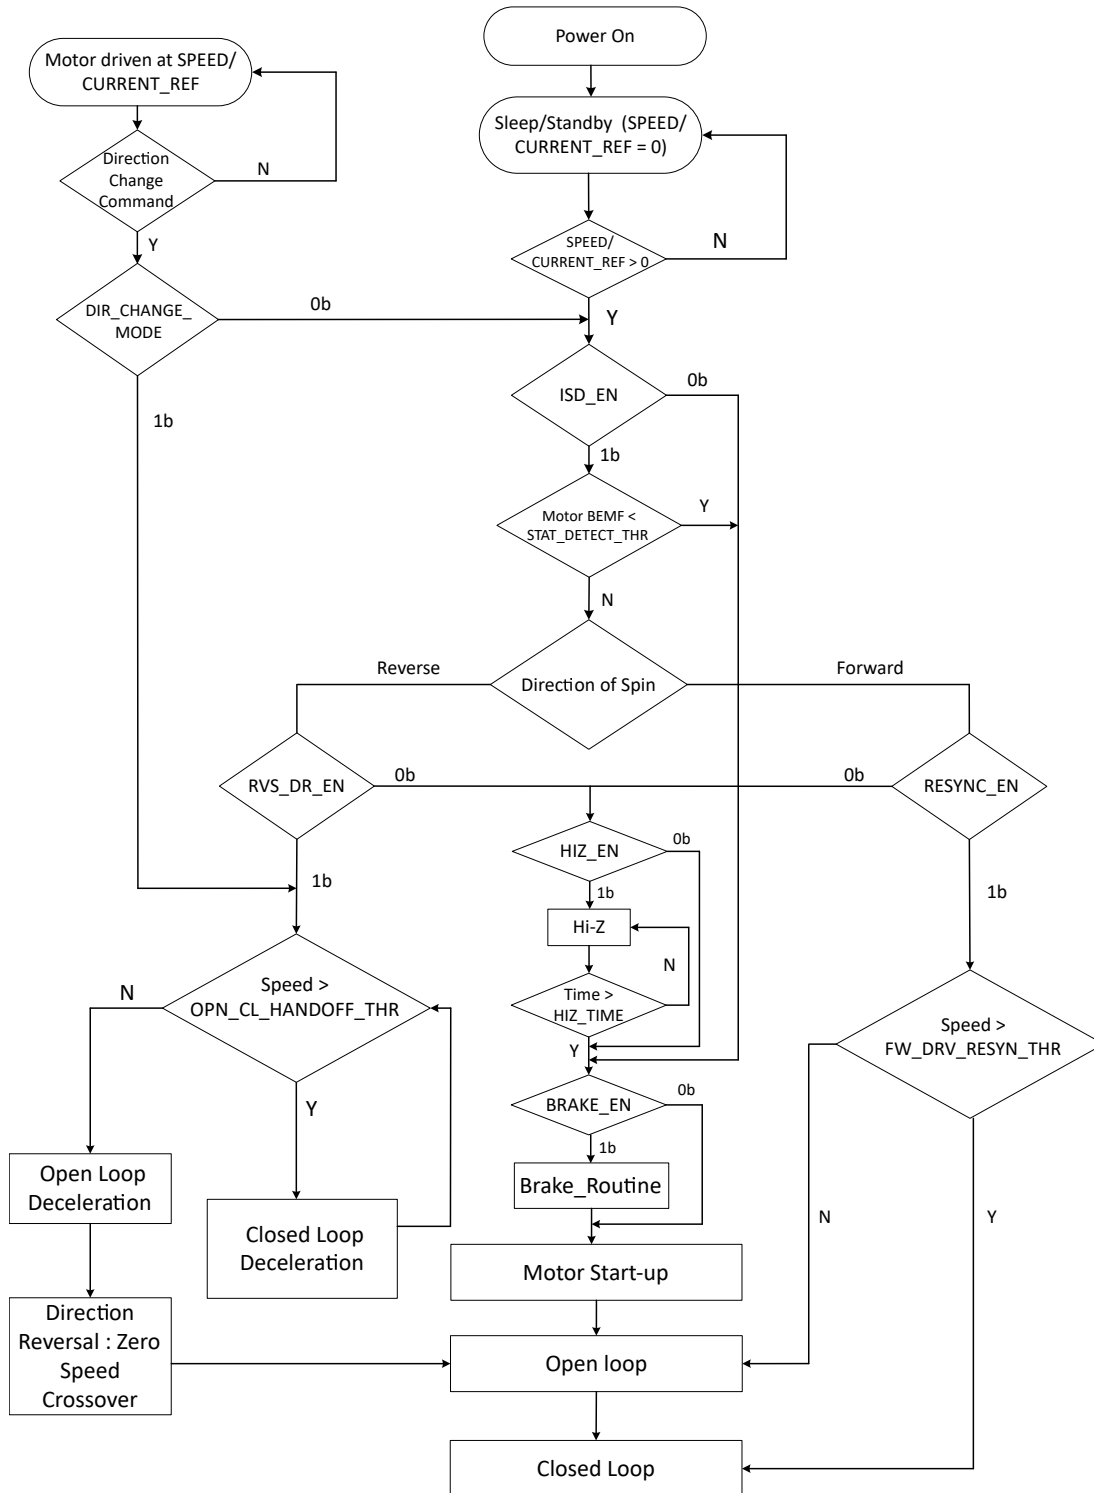 Power On
Motor driven at SPEED/
CURRENT_REF
Sleep/Standby (SPEED/
CURRENT_REF = 0)
Direction
Change
Command
N
Y
SPEED/
CURRENT_REF > 0
N
Y
DIR_CHANGE_
MODE
0b
1b
ISD_EN
0b
1b
Motor BEMF <
STAT_DETECT_THR
Y
N
Direction of Spin
Reverse
Forward
RVS_DR_EN
0b
1b
0b
RESYNC_EN
1b
HIZ_EN
0b
1b
Hi-Z
N
Time >
HIZ_TIME
Y
Speed >
OPN_CL_HANDOFF_THR
N
Y
Speed >
FW_DRV_RESYN_THR
N
Y
BRAKE_EN
0b
1b
Brake_Routine
Open Loop
Deceleration
Closed Loop
Deceleration
Motor Start-up
Direction
Reversal : Zero
Speed
Crossover
Open loop
Closed Loop